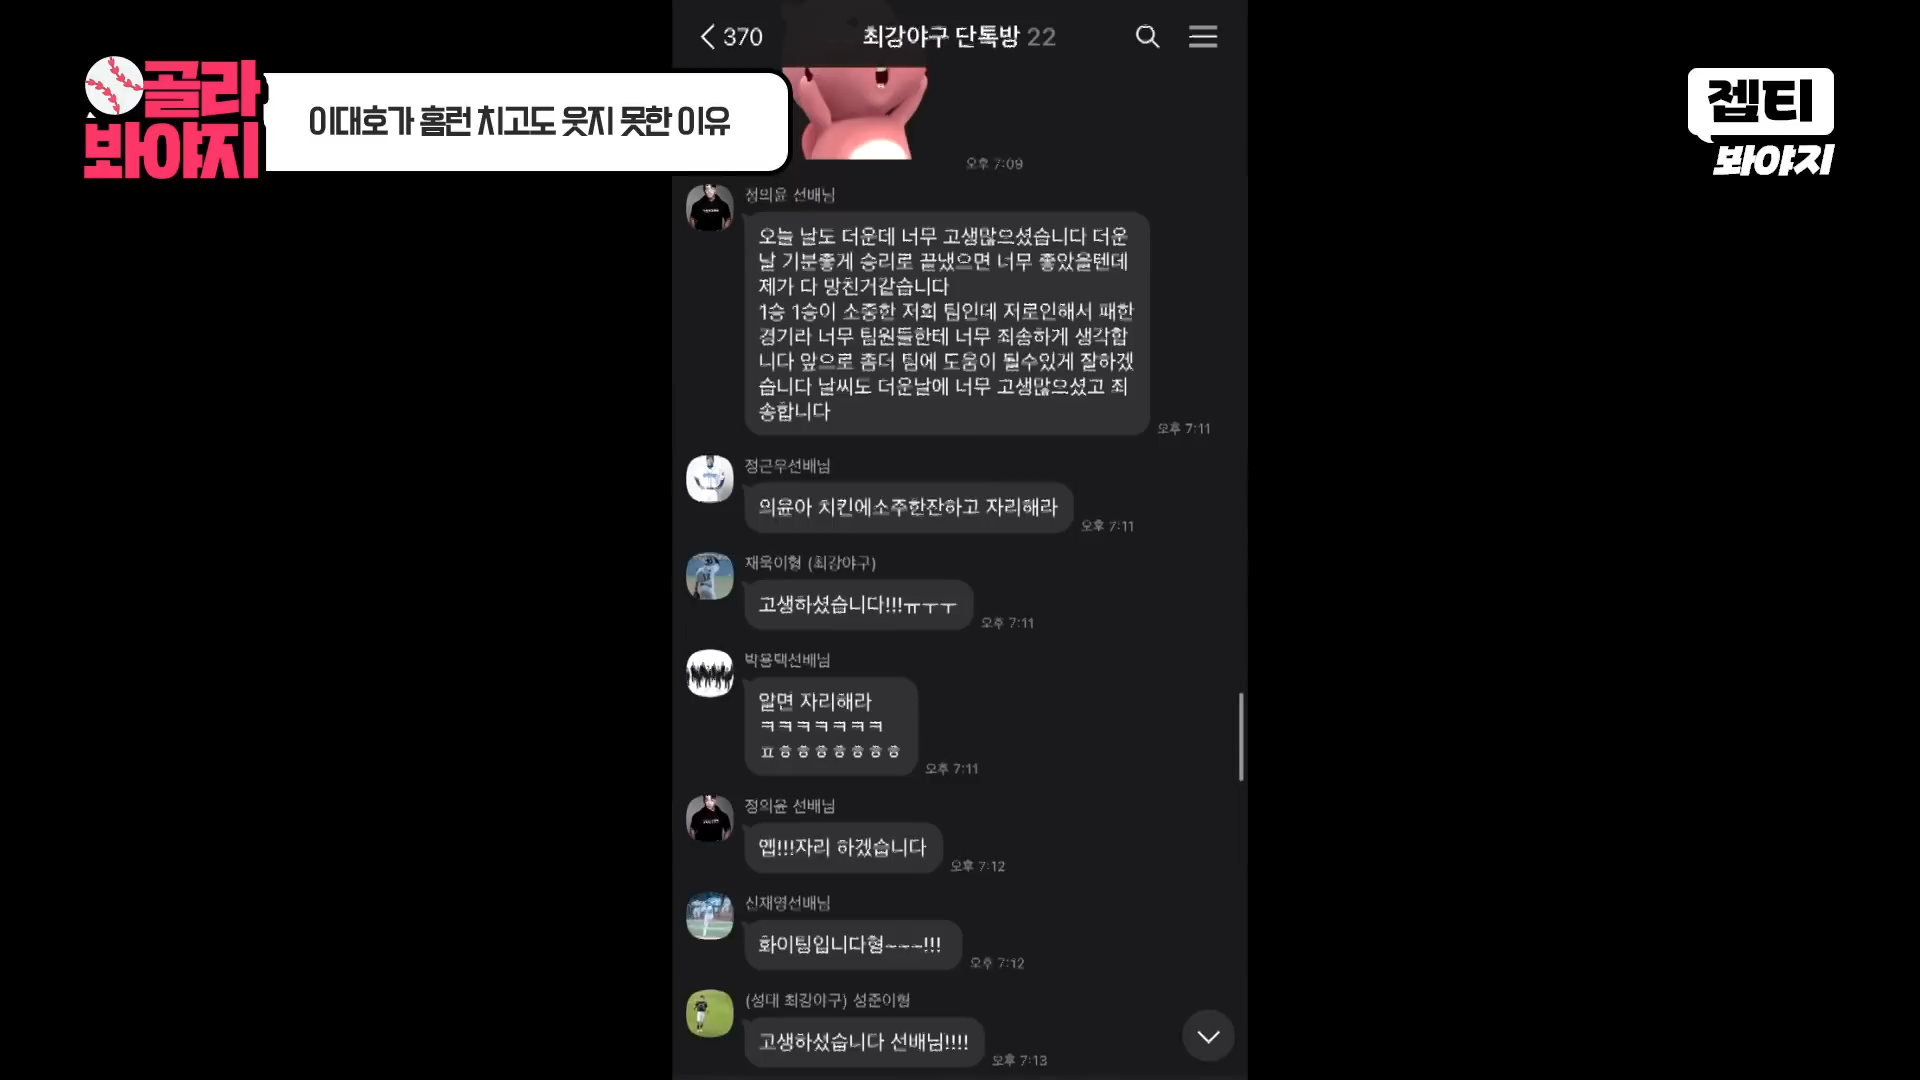 370
최강야구 단톡방 22
골라
봐야지
이대호가 홈런 치고도 웃지 못한 이유
젭티
봐야지
오후 7:09
정의윤 선배님
오늘 날도 더운데 너무 고생많으셨습니다 더운
날 기분좋게 승리로 끝냈으면 너무 좋았을텐데
제가 다 망친거같습니다
1승 1승이 소중한 저희 팀인데 저로인해서 패한
경기라 너무 팀원들한테 너무 죄송하게 생각합
니다 앞으로 좀더 팀에 도움이 될수있게 잘하겠
습니다 날씨도 더운날에 너무 고생많으셨고 죄
송합니다
오후 7:11
정근우선배님
의윤아 치킨에소주한잔하고 자리해라
오후 7:11
재욱이형 (최강야구)
고생하셨습니다!!!ㅠㅜㅜ
오후 7:11
박용택선배님
알면 자리해라
ㅋㅋㅋㅋㅋㅋㅋ
ㅍㅎㅎㅎㅎㅎㅎㅎ
오후 7:11
정의윤 선배님
옙!!!자리 하겠습니다
오후 7:12
신재영선배님
화이팅입니다형~~~!!!
오후 7:12
(성대 최강야구) 성준이형
고생하셨습니다 선배님!!!!
오후 7:13